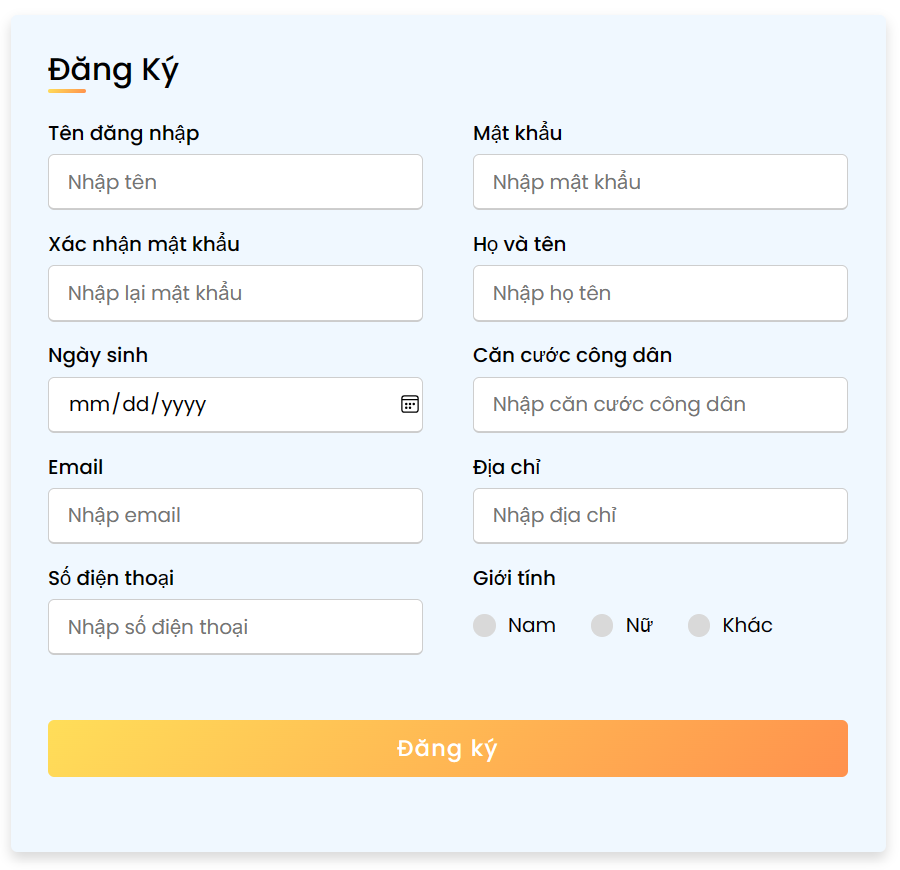 Đăng Ký
Tên đăng nhập
Mật khẩu
Nhập tên
Nhập mật khẩu
Xác nhận mật khẩu
Họ và tên
Nhập lại mật khẩu
Nhập họ tên
Ngày sinh
Căn cước công dân
mm/dd/yyyy
Nhập căn cước công dân
Email
Địa chỉ
Nhập email
Nhập địa chỉ
Số điện thoại
Giới tính
Nhập số điện thoại
Nam Nữ Khác
Đăng ký